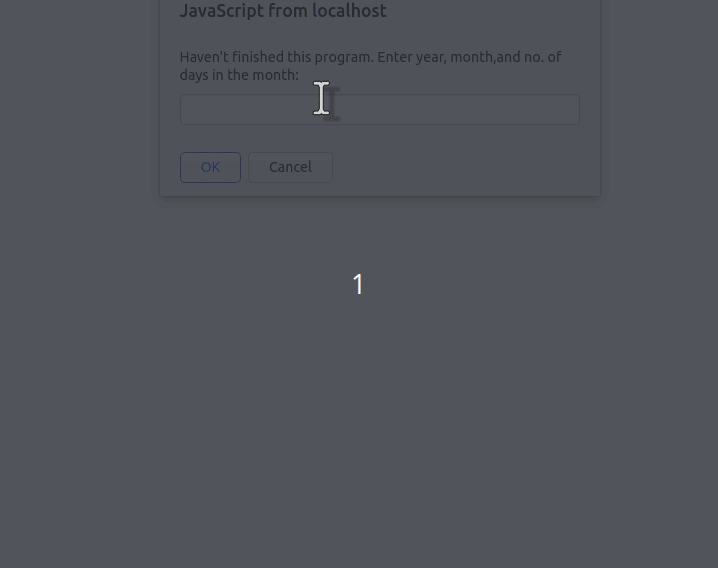 JavaScript from localhost
Haven't finished this program. Enter year, month,and no. of
days in the month:
OK
Cancel
1